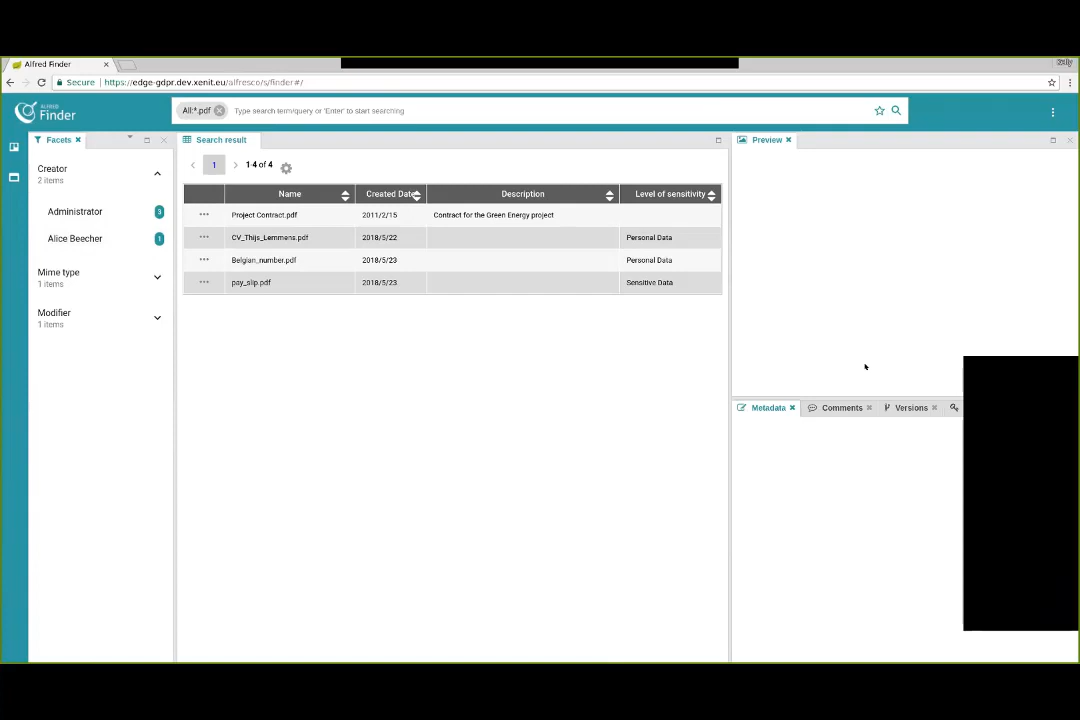 Alfred Finder
Secure https://edge-gdpr.dev.xenit.eu/alfresco/s/finder#/
ALFRED
Finder
All:*.pdf Type search term/query or 'Enter' to start searching
Facets
Search result
Preview
1 1-4 of 4
Creator
2 items
Name Created Date Description Level of sensitivity
Administrator 3
Project Contract.pdf 2011/2/15 Contract for the Green Energy project
Alice Beecher 1
CV_Thijs_Lemmens.pdf 2018/5/22 Personal Data
Belgian_number.pdf 2018/5/23 Personal Data
Mime type
1 items
pay_slip.pdf 2018/5/23 Sensitive Data
Modifier
1 items
Metadata Comments Versions